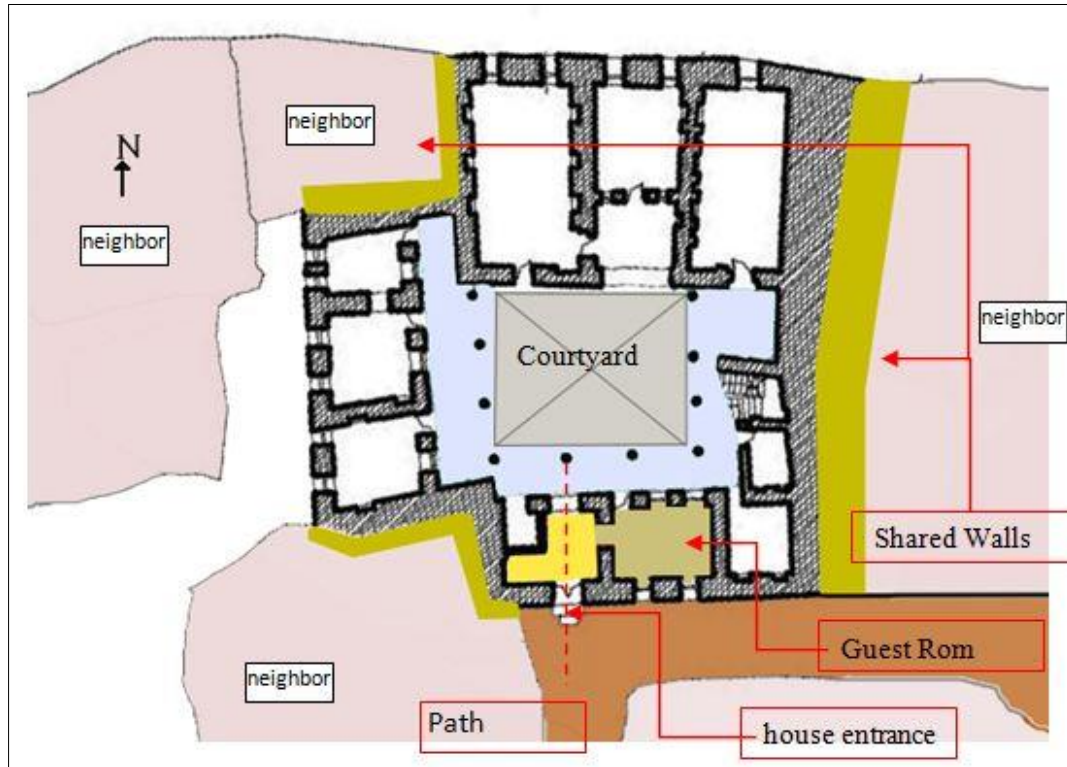 neighbor
N
neighbor
neighbor
Courtyard
Shared Walls
Guest Rom
neighbor
Path
house entrance